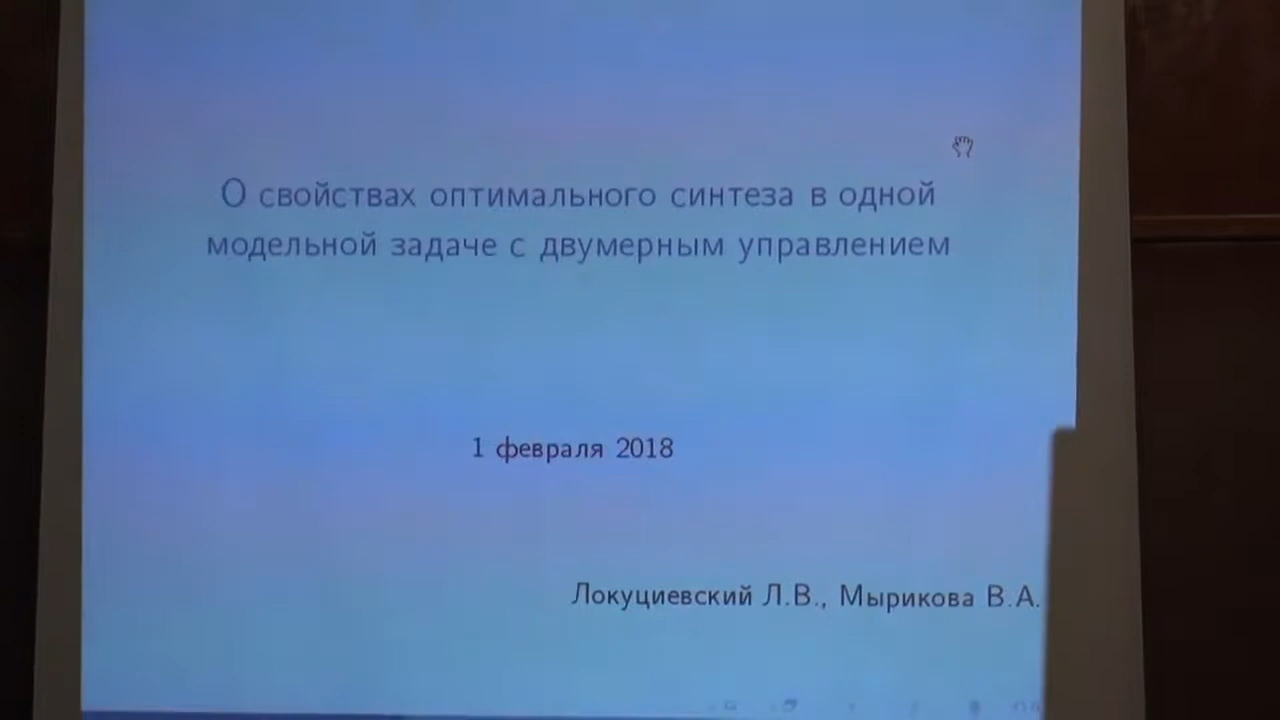 О свойствах оптимального синтеза в одной
модельной задаче с двумерным управлением
1 февраля 2018
Локуциевский Л.В., Мырикова В.А.